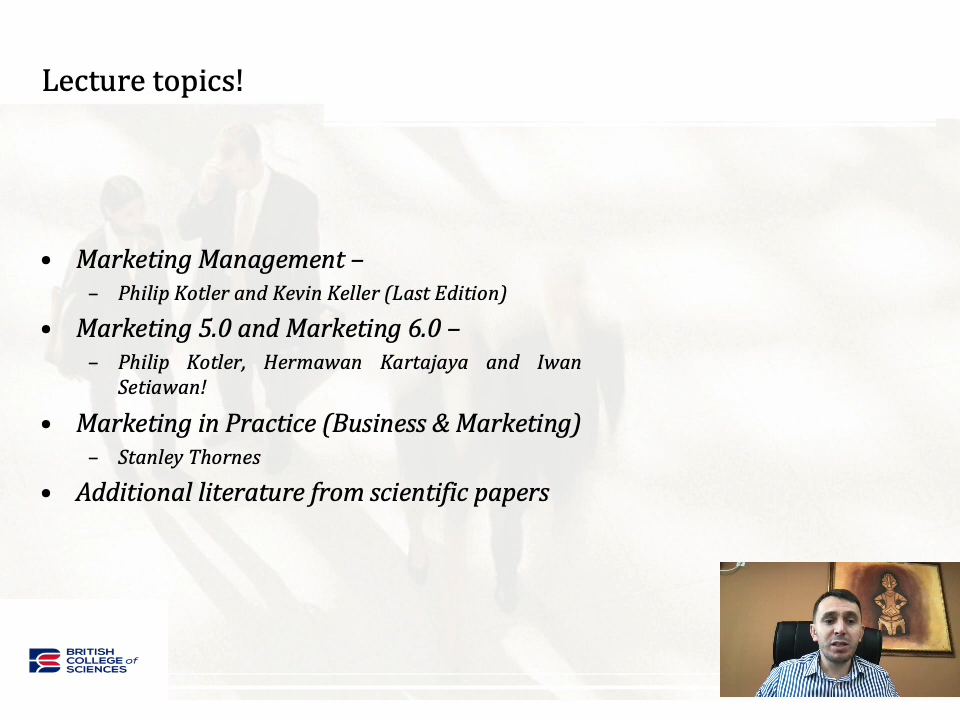 Lecture topics!
• Marketing Management –
– Philip Kotler and Kevin Keller (Last Edition)
• Marketing 5.0 and Marketing 6.0 –
– Philip Kotler, Hermawan Kartajaya and Iwan
Setiawan!
• Marketing in Practice (Business & Marketing)
– Stanley Thornes
• Additional literature from scientific papers
BRITISH
COLLEGE of
SCIENCES